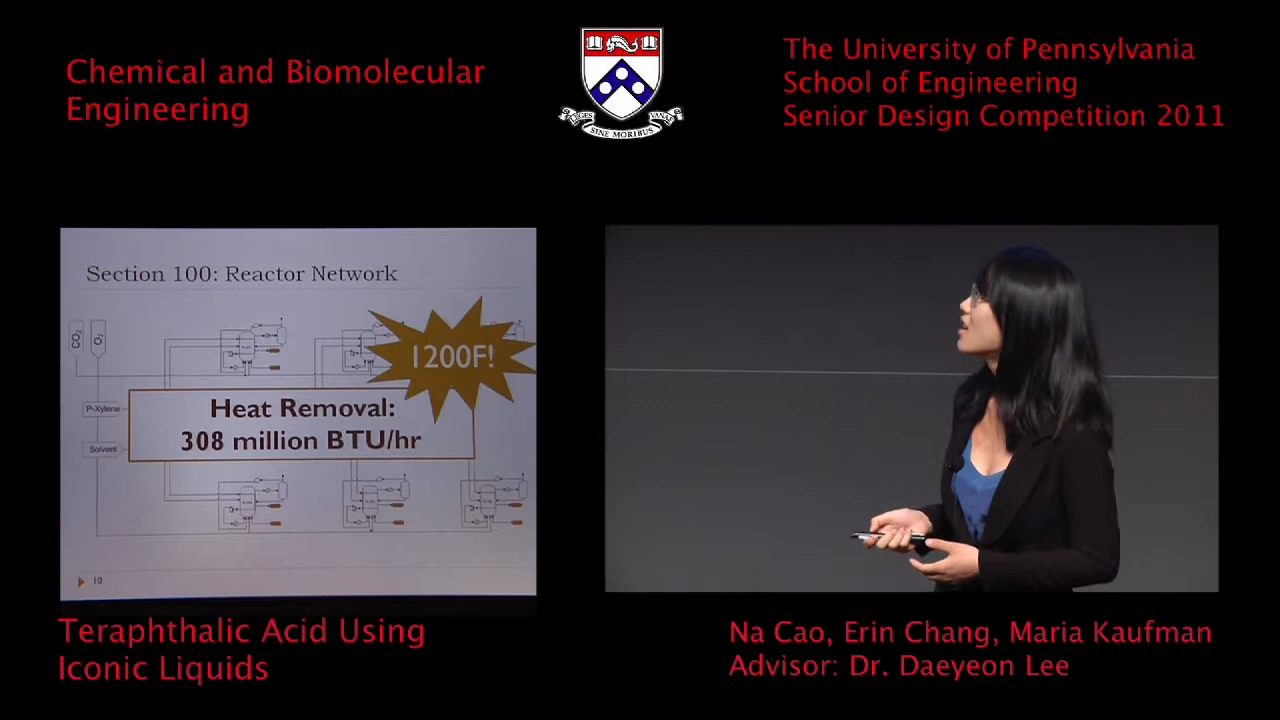 Chemical and Biomolecular
Engineering
SINE MORIBUS
The University of Pennsylvania
School of Engineering
Senior Design Competition 2011
Section 100: Reactor Network
CO2
O2
1200F!
P-Xylene
Heat Removal:
308 million BTU/hr
Solvent
10
Teraphthalic Acid Using
Iconic Liquids
Na Cao, Erin Chang, Maria Kaufman
Advisor: Dr. Daeyeon Lee